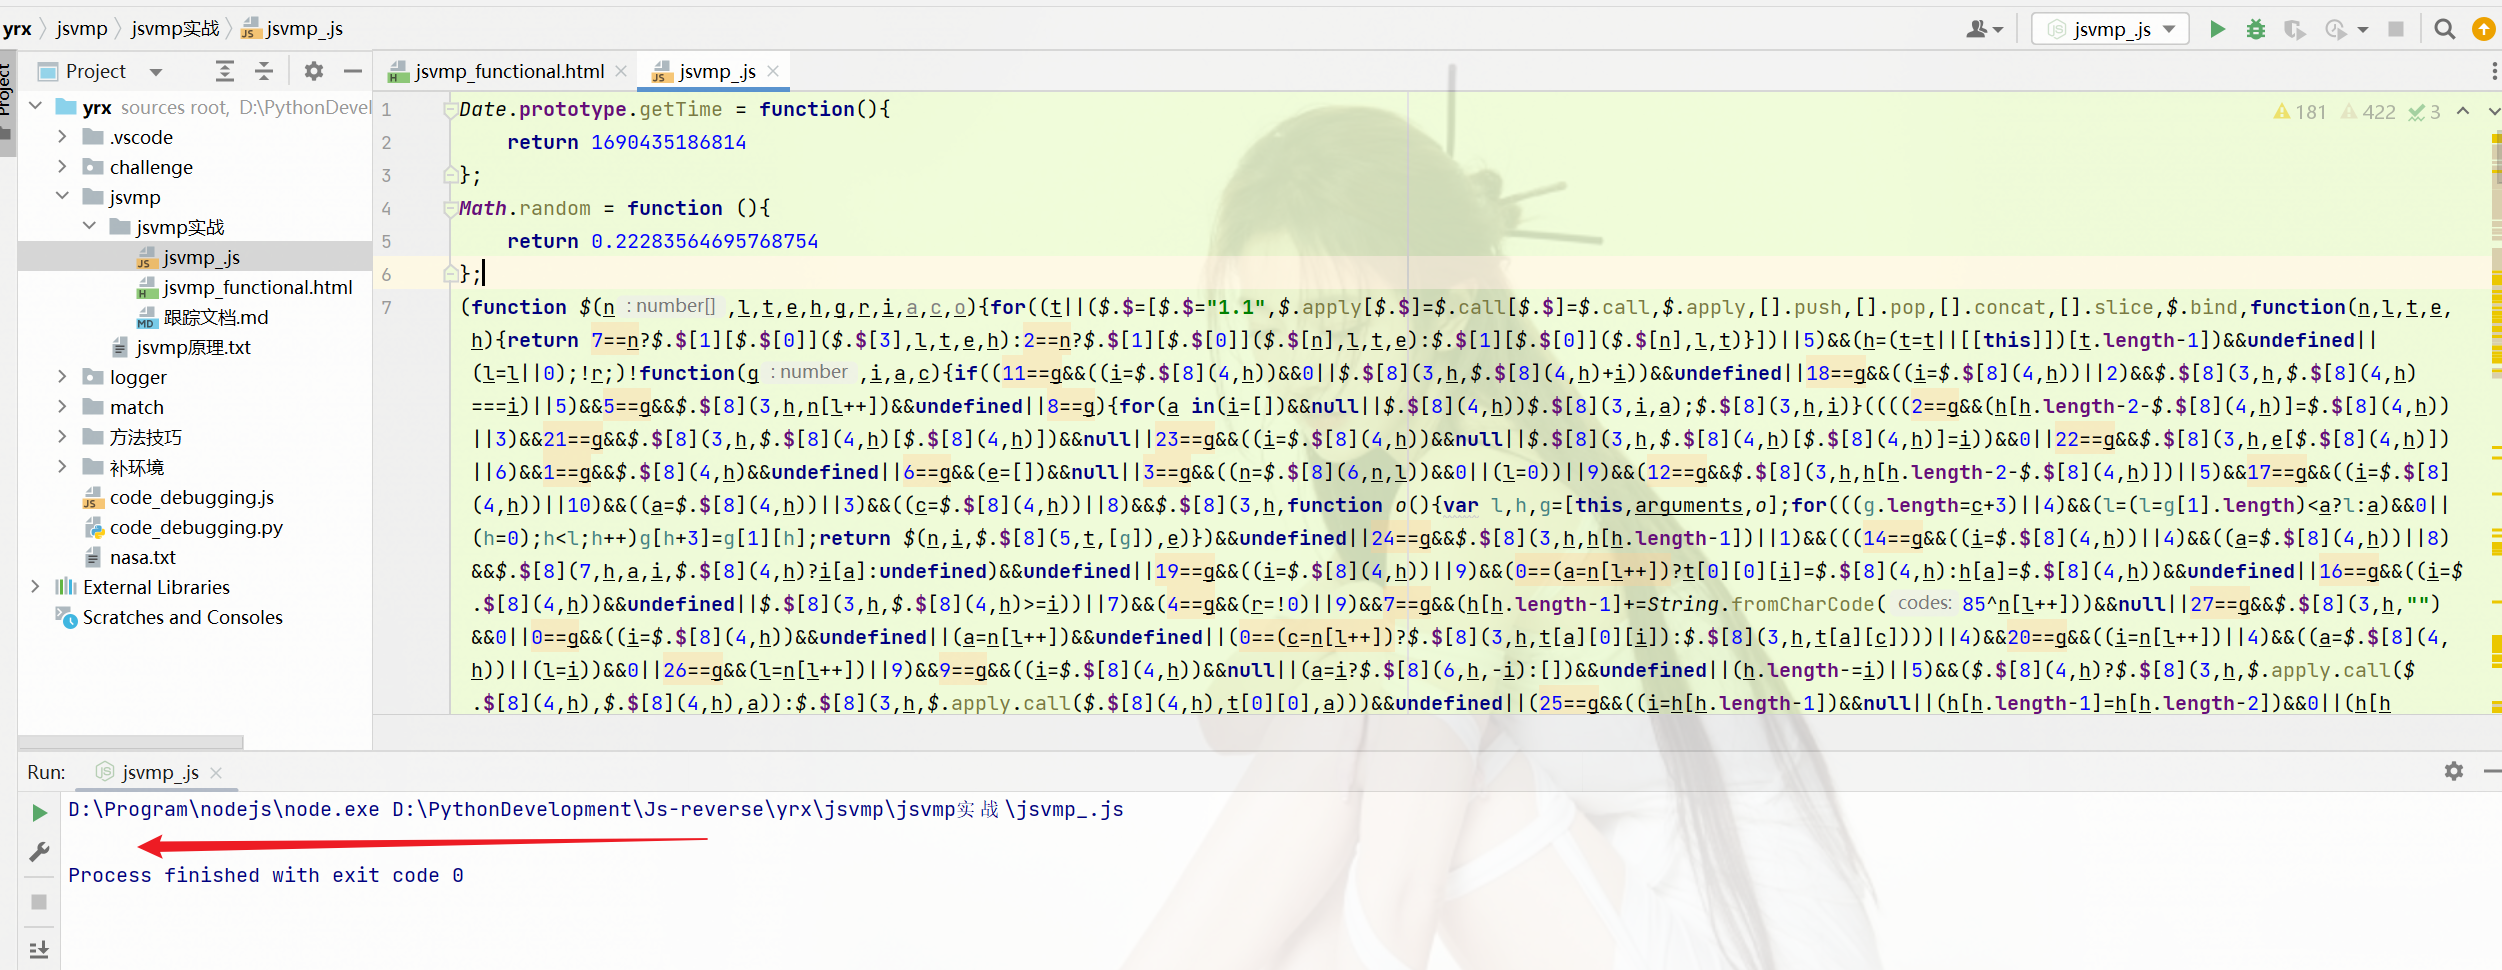 yrx 〉 jsvmp 〉 jsvmp实战 〉 jsvmp_.js
jsvmp_.js
Project
Project
jsvmp_functional.html
jsvmp_.js
yrx sources root, D:\PythonDevel
.vscode
challenge
jsvmp
jsvmp实战
jsvmp_.js
jsvmp_functional.html
跟踪文档.md
jsvmp原理.txt
logger
match
方法技巧
补环境
code_debugging.js
code_debugging.py
nasa.txt
External Libraries
Scratches and Consoles
181 422 3
1 Date.prototype.getTime = function(){
2 return 1690435186814
3 };
4 Math.random = function (){
5 return 0.22283564695768754
6 };
7 (function $(n : number[] ,l,t,e,h,g,r,i,a,c,o){for((t||($.$=[$.$="1.1",$.apply[$.$]=$.call[$.$]=$.call,$.apply,[].push,[].pop,[].concat,[].slice,$.bind,function(n,l,t,e,
h){return 7==n?$.$[1][$.$[0]]($.$[3],l,t,e,h):2==n?$.$[1][$.$[0]]($.$[n],l,t,e):$.$[1][$.$[0]]($.$[n],l,t)}])||5)&&(h=(t=t||[[this]])[t.length-1])&&undefined||
(l=l||0);!r;)!function(g : number ,i,a,c){if((11==g&&((i=$.$[8](4,h))&&0||$.$[8](3,h,$.$[8](4,h)+i))&&undefined||18==g&&((i=$.$[8](4,h))||2)&&$.$[8](3,h,$.$[8](4,h)
===i)||5)&&5==g&&$.$[8](3,h,n[l++])&&undefined||8==g){for(a in(i=[])&&null||$.$[8](4,h))$.$[8](3,i,a);$.$[8](3,h,i)}((((2==g&&(h[h.length-2-$.$[8](4,h)]=$.$[8](4,h))
||3)&&21==g&&$.$[8](3,h,$.$[8](4,h)[$.$[8](4,h)])&&null||23==g&&((i=$.$[8](4,h))&&null||$.$[8](3,h,$.$[8](4,h)[$.$[8](4,h)]=i))&&0||22==g&&$.$[8](3,h,e[$.$[8](4,h)])
||6)&&1==g&&$.$[8](4,h)&&undefined||6==g&&(e=[])&&null||3==g&&((n=$.$[8](6,n,l))&&0||(l=0))||9)&&(12==g&&$.$[8](3,h,h[h.length-2-$.$[8](4,h)])||5)&&17==g&&((i=$.$[8]
(4,h))||10)&&((a=$.$[8](4,h))||3)&&((c=$.$[8](4,h))||8)&&$.$[8](3,h,function o(){var l,h,g=[this,arguments,o];for(((g.length=c+3)||4)&&(l=(l=g[1].length)<a?l:a)&&0||
(h=0);h<l;h++)g[h+3]=g[1][h];return $(n,i,$.$[8](5,t,[g]),e)})&&undefined||24==g&&$.$[8](3,h,h[h.length-1])||1)&&(((14==g&&((i=$.$[8](4,h))||4)&&((a=$.$[8](4,h))||8)
&&$.$[8](7,h,a,i,$.$[8](4,h)?i[a]:undefined)&&undefined||19==g&&((i=$.$[8](4,h))||9)&&(0==(a=n[l++])?t[0][0][i]=$.$[8](4,h):h[a]=$.$[8](4,h))&&undefined||16==g&&((i=$
.$[8](4,h))&&undefined||$.$[8](3,h,$.$[8](4,h)>=i))||7)&&(4==g&&(r=!0)||9)&&7==g&&(h[h.length-1]+=String.fromCharCode( codes: 85^n[l++]))&&null||27==g&&$.$[8](3,h,"")
&&0||0==g&&((i=$.$[8](4,h))&&undefined||(a=n[l++])&&undefined||(0==(c=n[l++])?$.$[8](3,h,t[a][0][i]):$.$[8](3,h,t[a][c])))||4)&&20==g&&((i=n[l++])||4)&&((a=$.$[8](4,
h))||(l=i))&&0||26==g&&(l=n[l++])||9)&&9==g&&((i=$.$[8](4,h))&&null||(a=i?$.$[8](6,h,-i):[])&&undefined||(h.length-=i)||5)&&($.$[8](4,h)?$.$[8](3,h,$.apply.call($
.$[8](4,h),$.$[8](4,h),a)):$.$[8](3,h,$.apply.call($.$[8](4,h),t[0][0],a)))&&undefined||(25==g&&((i=h[h.length-1])&&null||(h[h.length-1]=h[h.length-2])&&0||(h[h
Run: jsvmp_.js
D:\Program\nodejs\node.exe D:\PythonDevelopment\Js-reverse\yrx\jsvmp\jsvmp实战\jsvmp_.js
Process finished with exit code 0